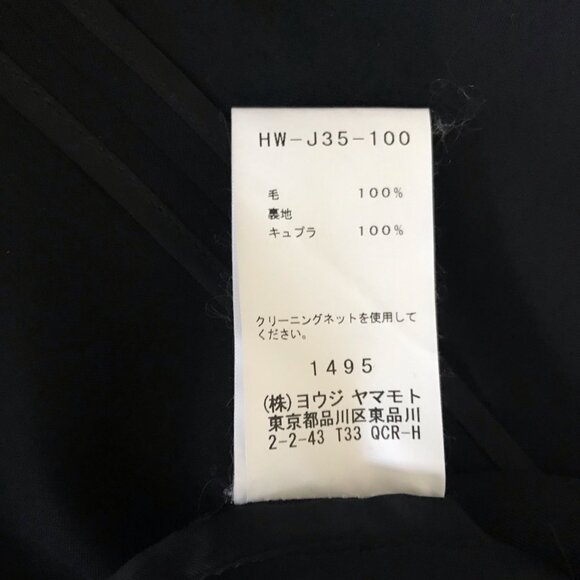 HW-J35-100
毛 100%
裏地
キュプラ 100%
クリーニングネットを使用して
ください。
1495
(株)ヨウジ ヤマモト
東京都品川区東品川
2-2-43 T33 QCR-H